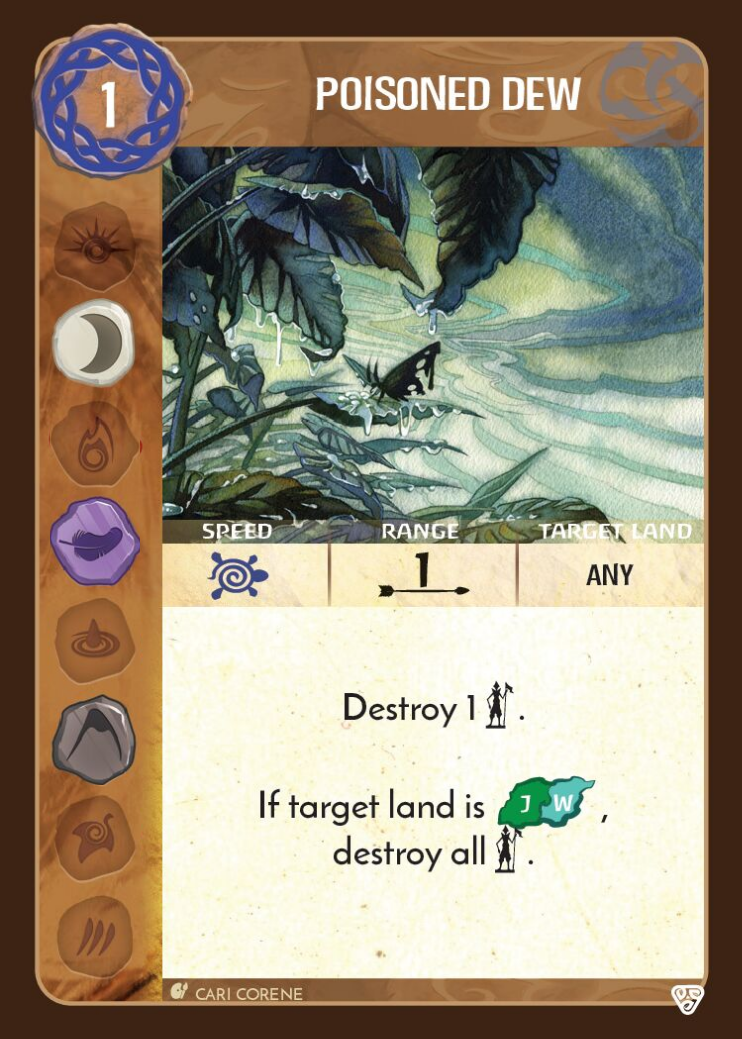 1
POISONED DEW
SPEED RANGE TARGET LAND
1 ANY
Destroy 1 .
If target land is J W ,
destroy all .
CARI CORENE